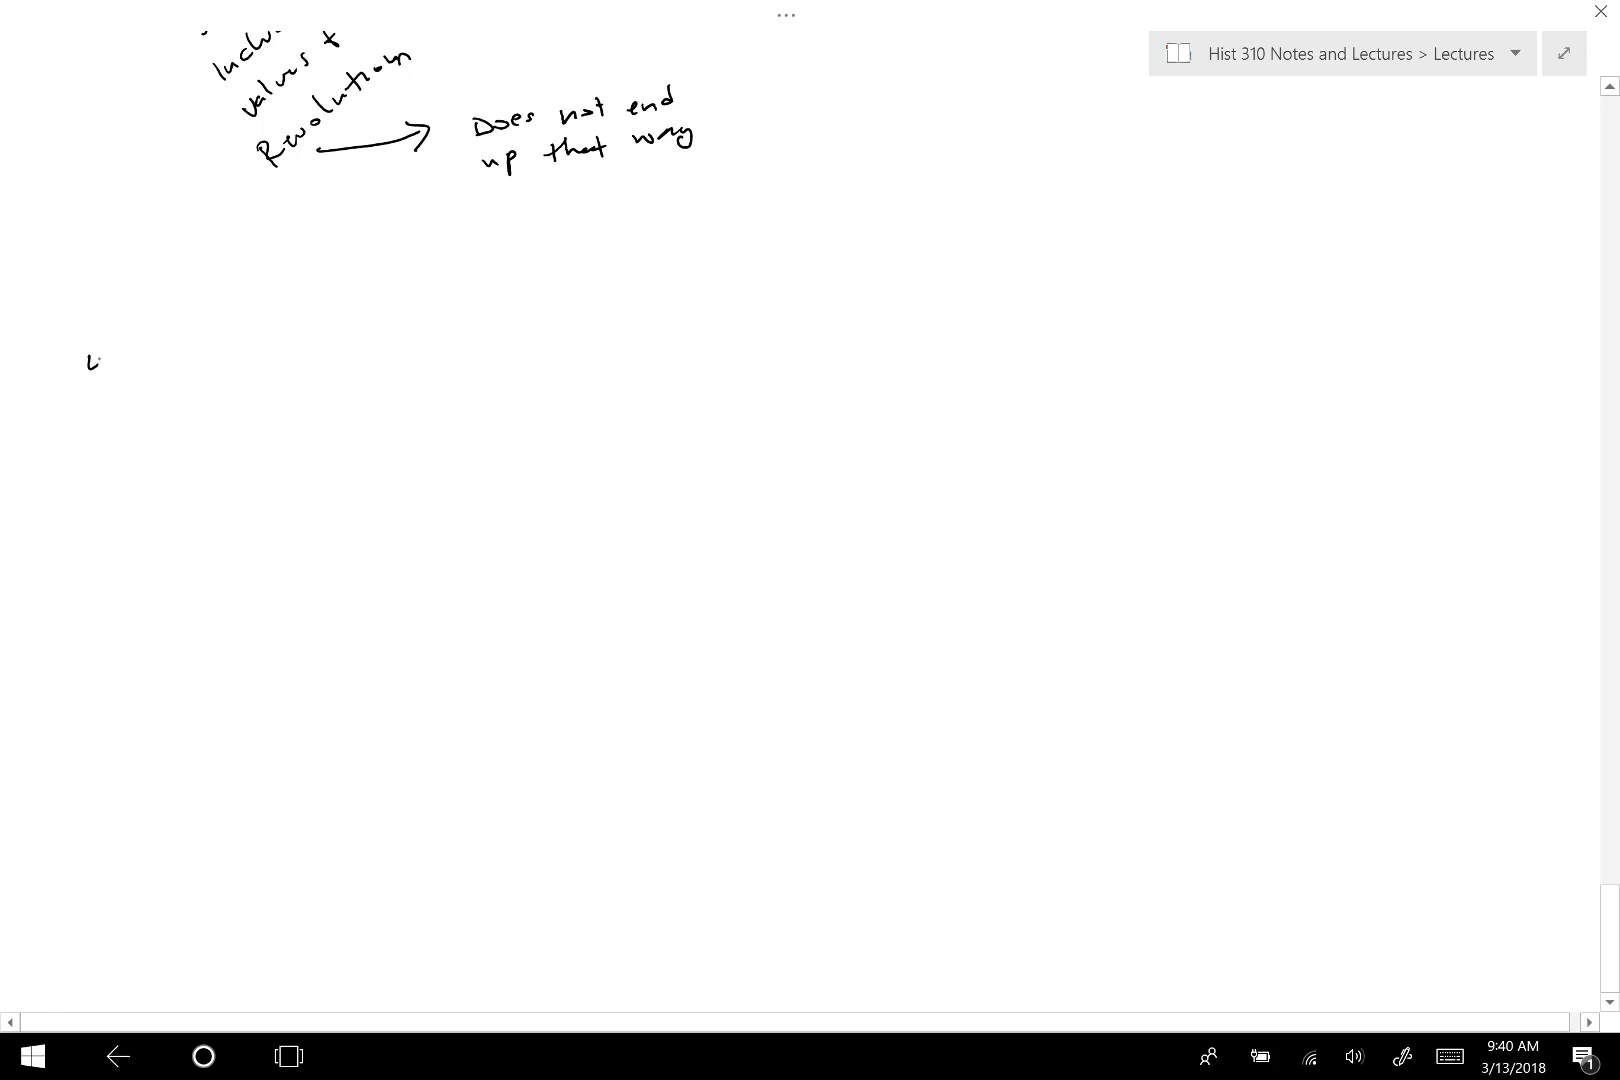 ...
Hist 310 Notes and Lectures > Lectures
values +
Revolution
Does not end
up that way
9:40 AM
3/13/2018
1